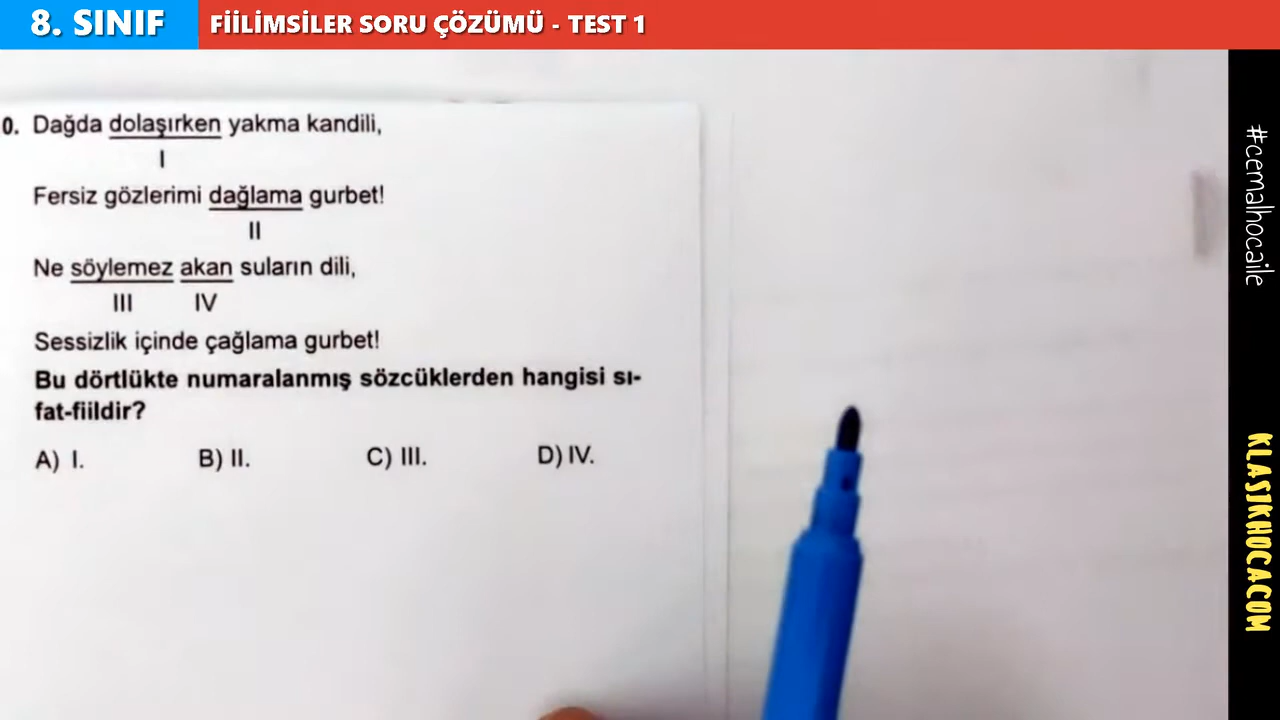 8. SINIF
FİİLİMSİLER SORU ÇÖZÜMÜ - TEST 1
0. Dağda dolaşırken yakma kandili,
I
Fersiz gözlerimi dağlama gurbet!
II
Ne söylemez akan suların dili,
III IV
Sessizlik içinde çağlama gurbet!
Bu dörtlükte numaralanmış sözcüklerden hangisi sı-
fat-fiildir?
A) I. B) II. C) III. D) IV.
#cemalhocaile
KLASIKHOCACOM